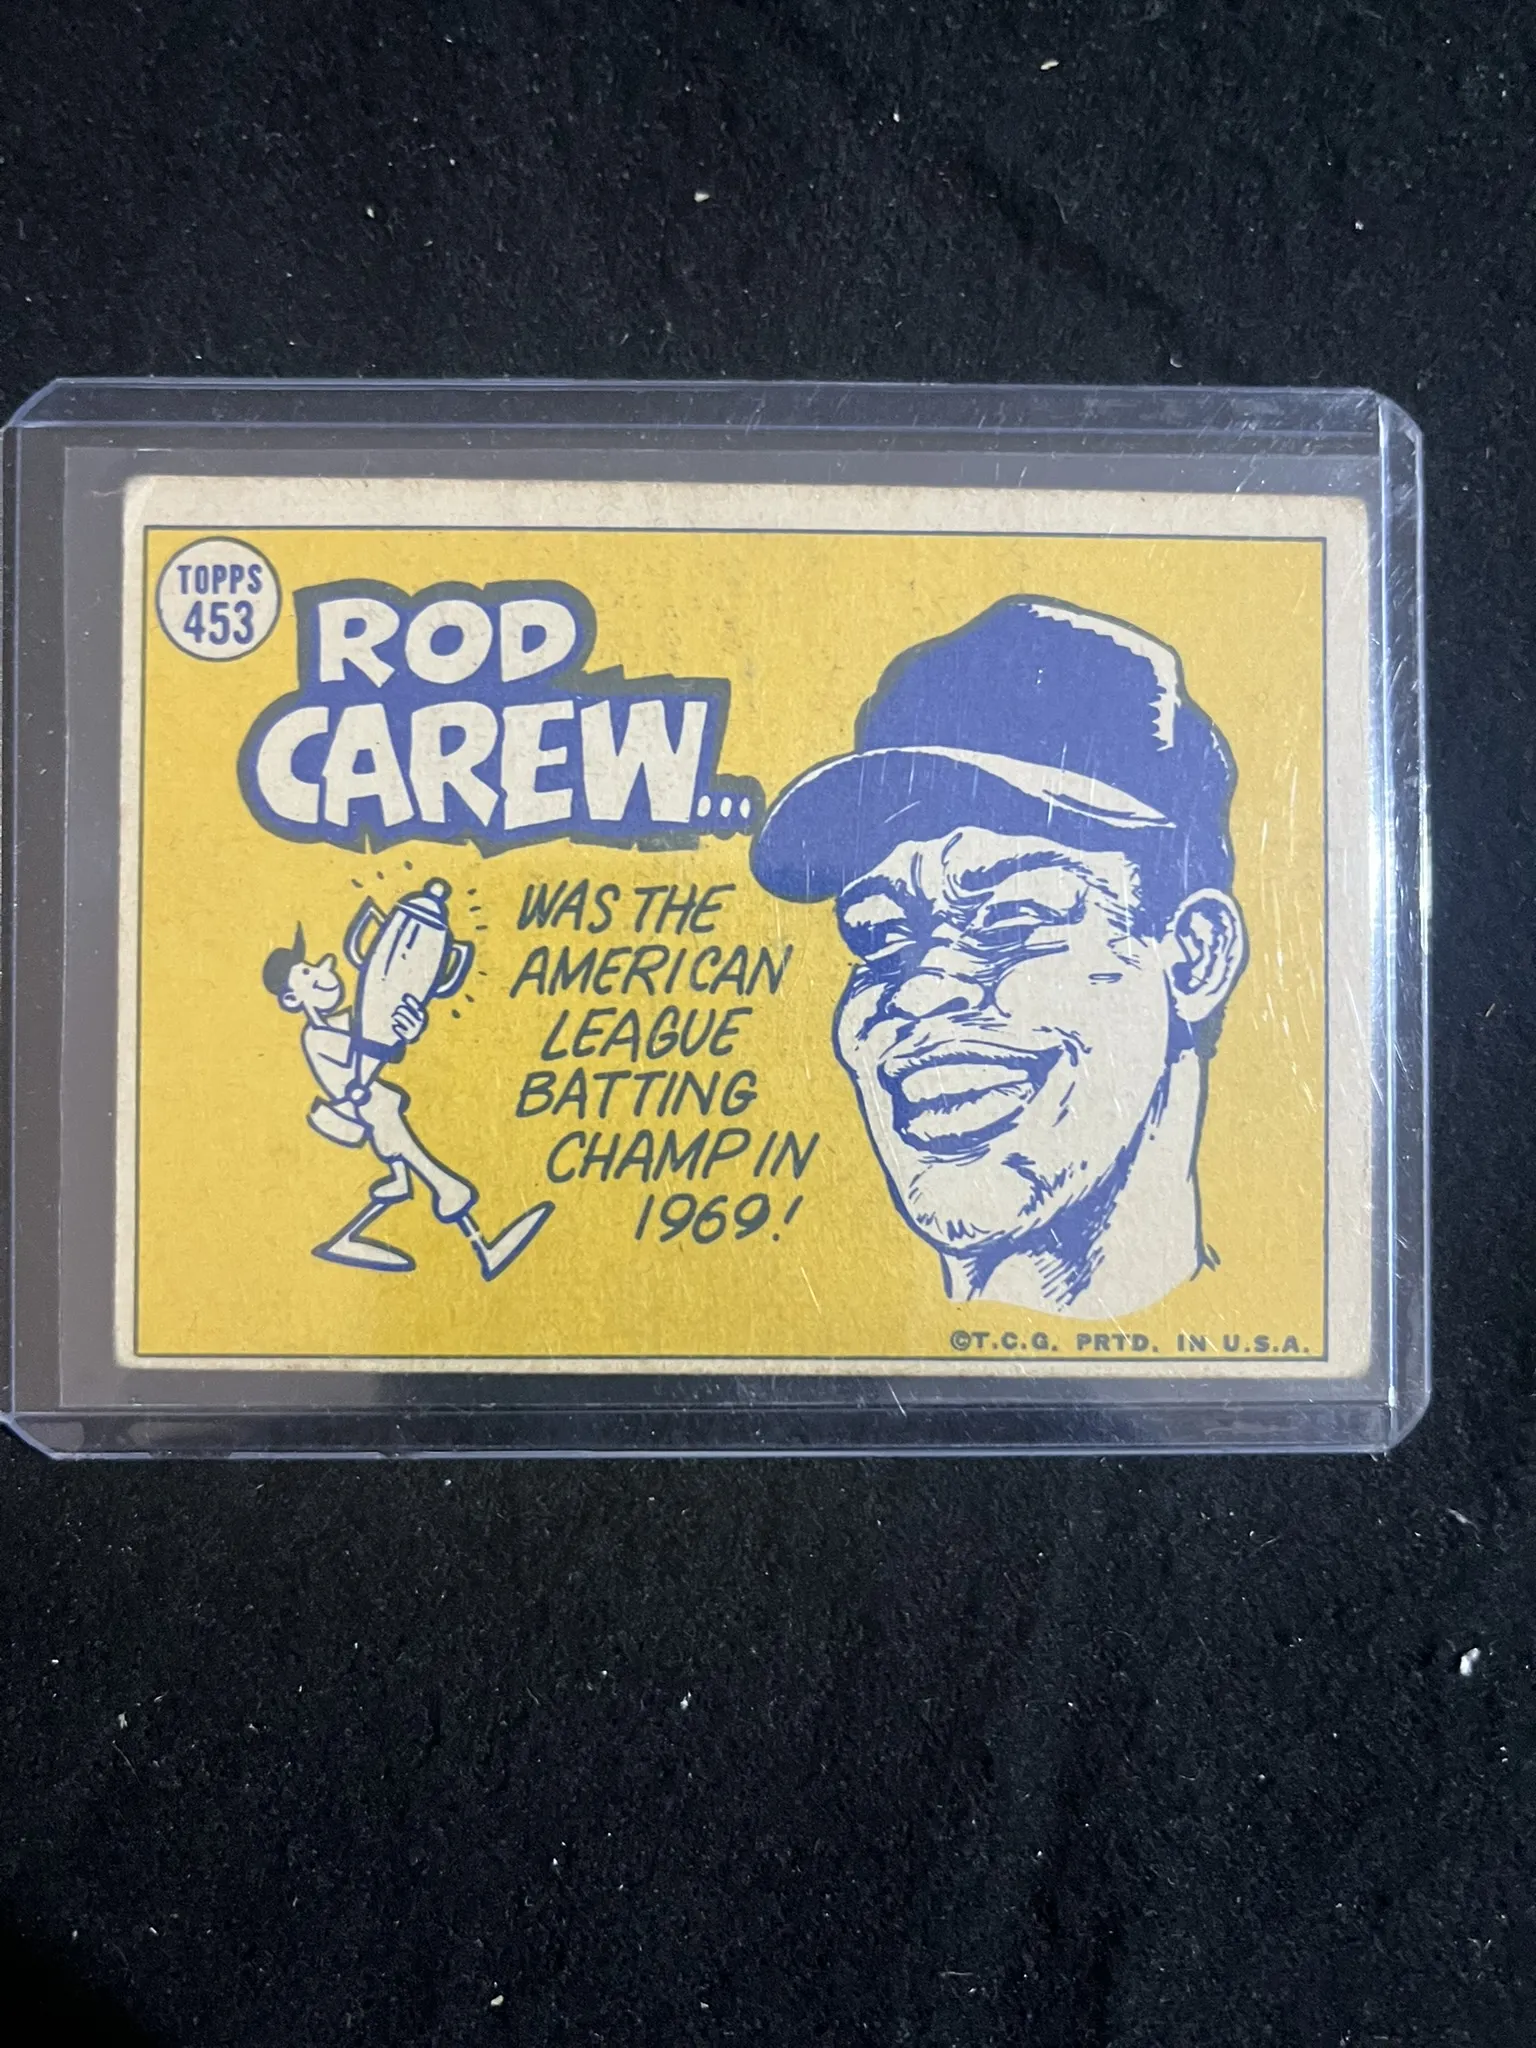 TOPPS
453
ROD
CAREW...
WAS THE
AMERICAN
LEAGUE
BATTING
CHAMP IN
1969!
©T.C.G. PRTD. IN U.S.A.